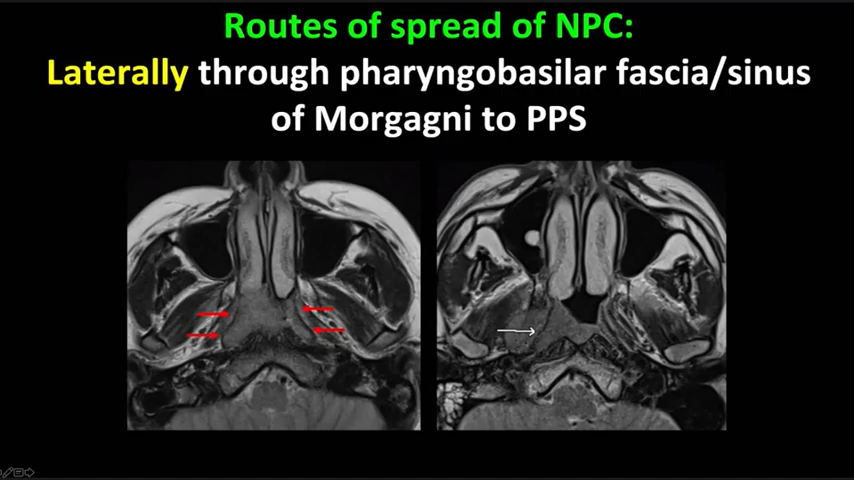 Routes of spread of NPC:
Laterally through pharyngobasilar fascia/sinus
of Morgagni to PPS